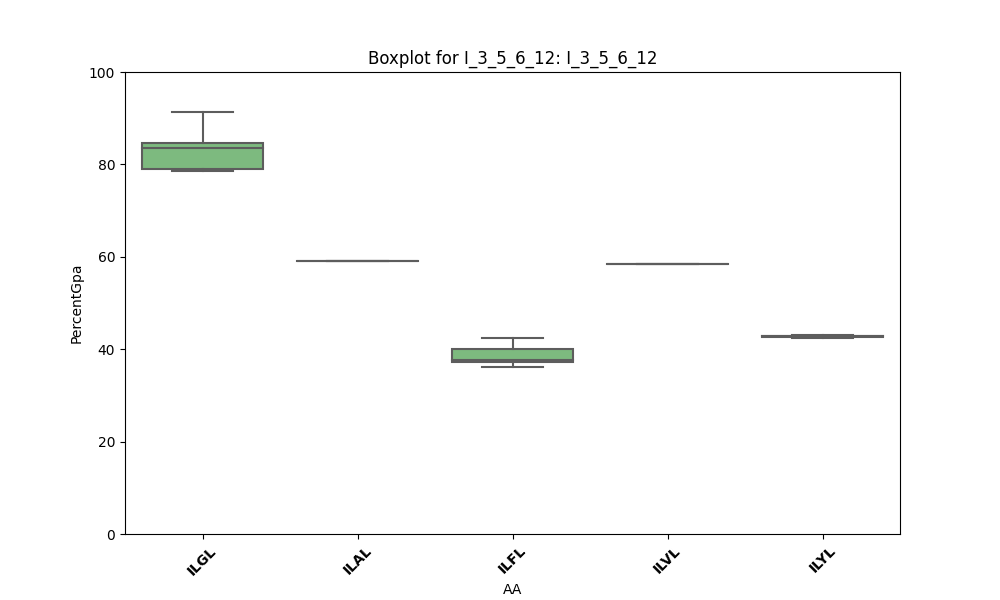 Boxplot for I_3_5_6_12: I_3_5_6_12
100
80
60
40
20
0
PercentGpa
ILGL
ILAL
ILFL
ILVL
ILYL
AA